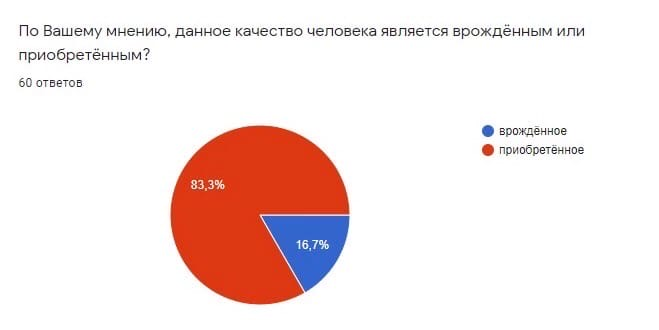 По Вашему мнению, данное качество человека является врождённым или
приобретённым?
60 ответов
врождённое
приобретённое
83,3%
16,7%